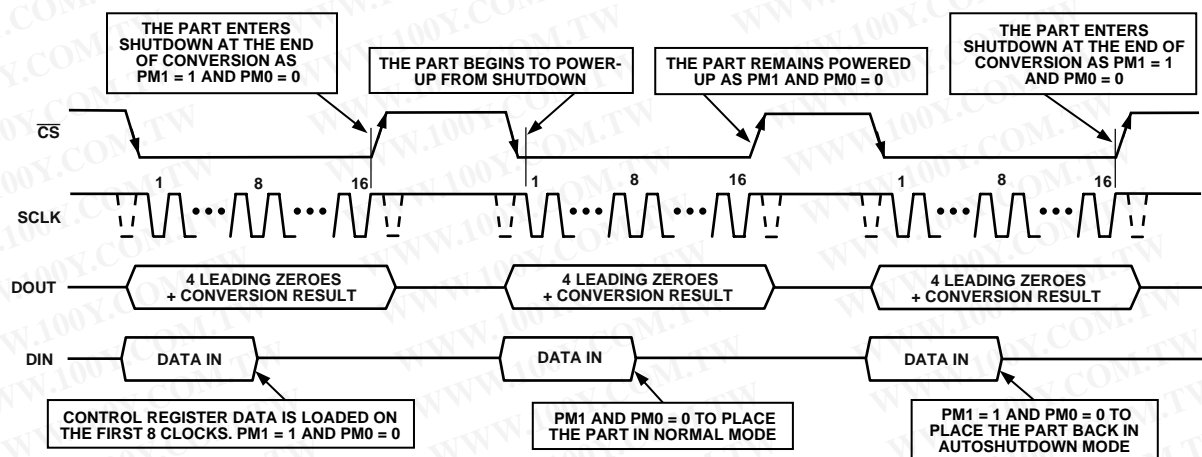 THE PART ENTERS
SHUTDOWN AT THE END
OF CONVERSION AS
PM1 = 1 AND PM0 = 0
THE PART BEGINS TO POWER-
UP FROM SHUTDOWN
THE PART REMAINS POWERED
UP AS PM1 AND PM0 = 0
THE PART ENTERS
SHUTDOWN AT THE END OF
CONVERSION AS PM1 = 1
AND PM0 = 0
CS
1 8 16 1 8 16 1 8 16
SCLK
DOUT
4 LEADING ZEROES
+ CONVERSION RESULT
4 LEADING ZEROES
+ CONVERSION RESULT
4 LEADING ZEROES
+ CONVERSION RESULT
DIN
DATA IN
DATA IN
DATA IN
CONTROL REGISTER DATA IS LOADED ON
THE FIRST 8 CLOCKS. PM1 = 1 AND PM0 = 0
PM1 AND PM0 = 0 TO PLACE
THE PART IN NORMAL MODE
PM1 = 1 AND PM0 = 0 TO
PLACE THE PART BACK IN
AUTOSHUTDOWN MODE
WWW.100Y.COM.TW